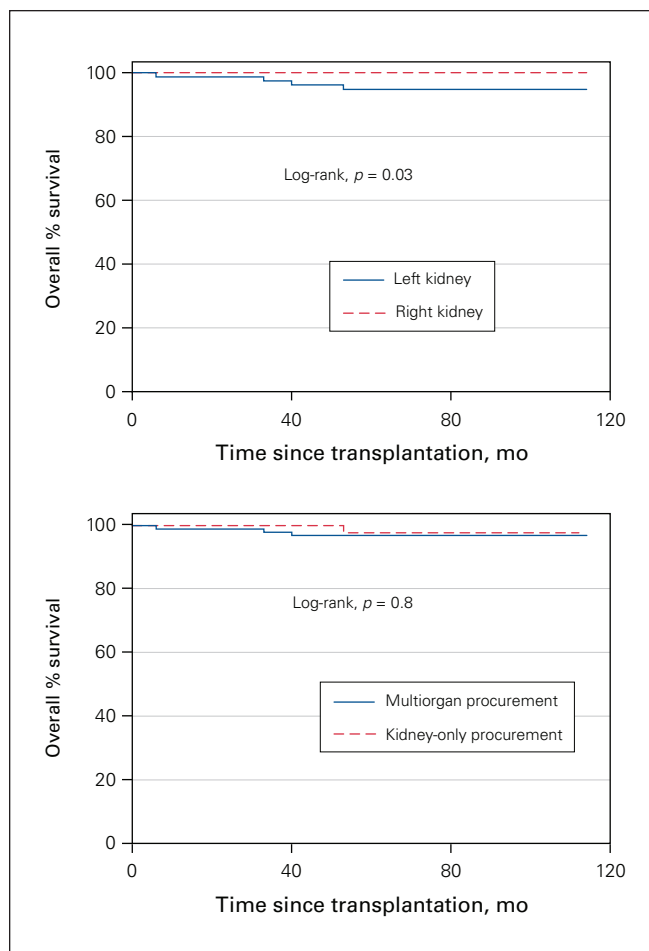 100
80
60
40
20
0
Overall % survival
Log-rank, p = 0.03
Left kidney
Right kidney
0 40 80 120
Time since transplantation, mo
100
80
60
40
20
0
Overall % survival
Log-rank, p = 0.8
Multiorgan procurement
Kidney-only procurement
0 40 80 120
Time since transplantation, mo